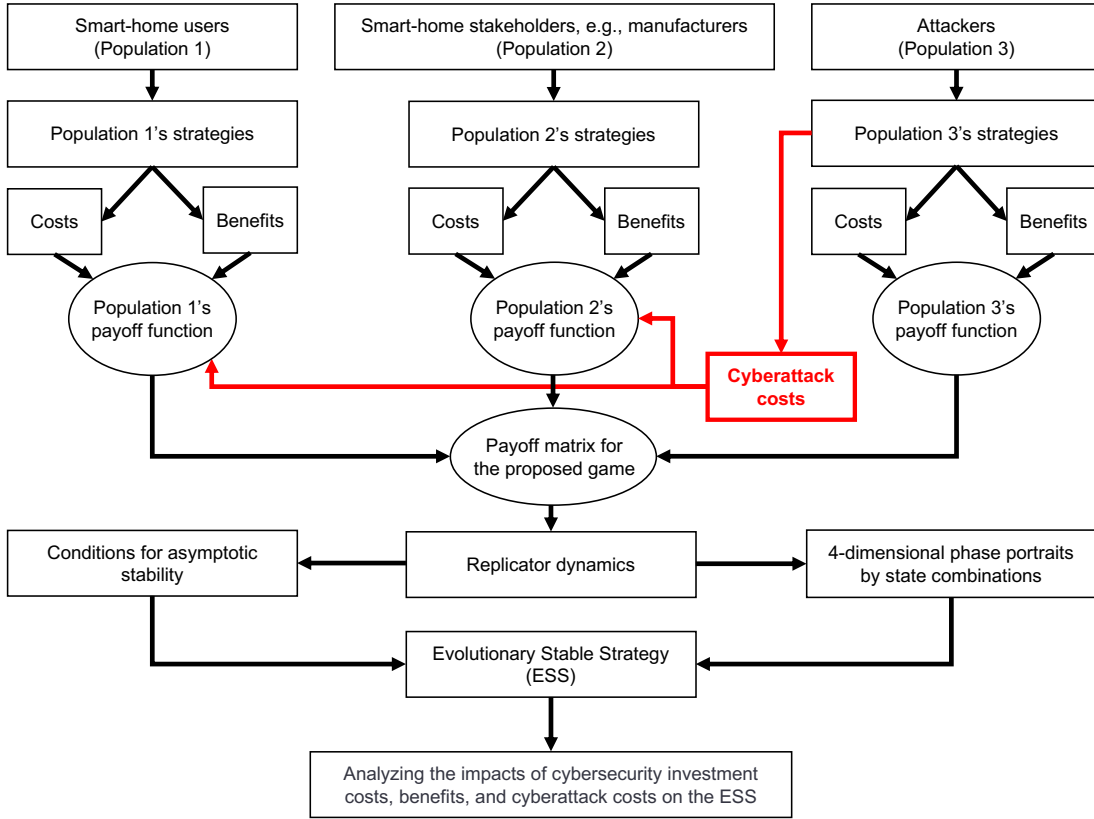 Smart-home users
(Population 1)
Smart-home stakeholders, e.g., manufacturers
(Population 2)
Attackers
(Population 3)
Population 1's strategies
Population 2's strategies
Population 3's strategies
Costs
Benefits
Costs
Benefits
Costs
Benefits
Population 1's
payoff function
Population 2's
payoff function
Population 3's
payoff function
Cyberattack
costs
Payoff matrix for
the proposed game
Conditions for asymptotic
stability
Replicator dynamics
4-dimensional phase portraits
by state combinations
Evolutionary Stable Strategy
(ESS)
Analyzing the impacts of cybersecurity investment
costs, benefits, and cyberattack costs on the ESS